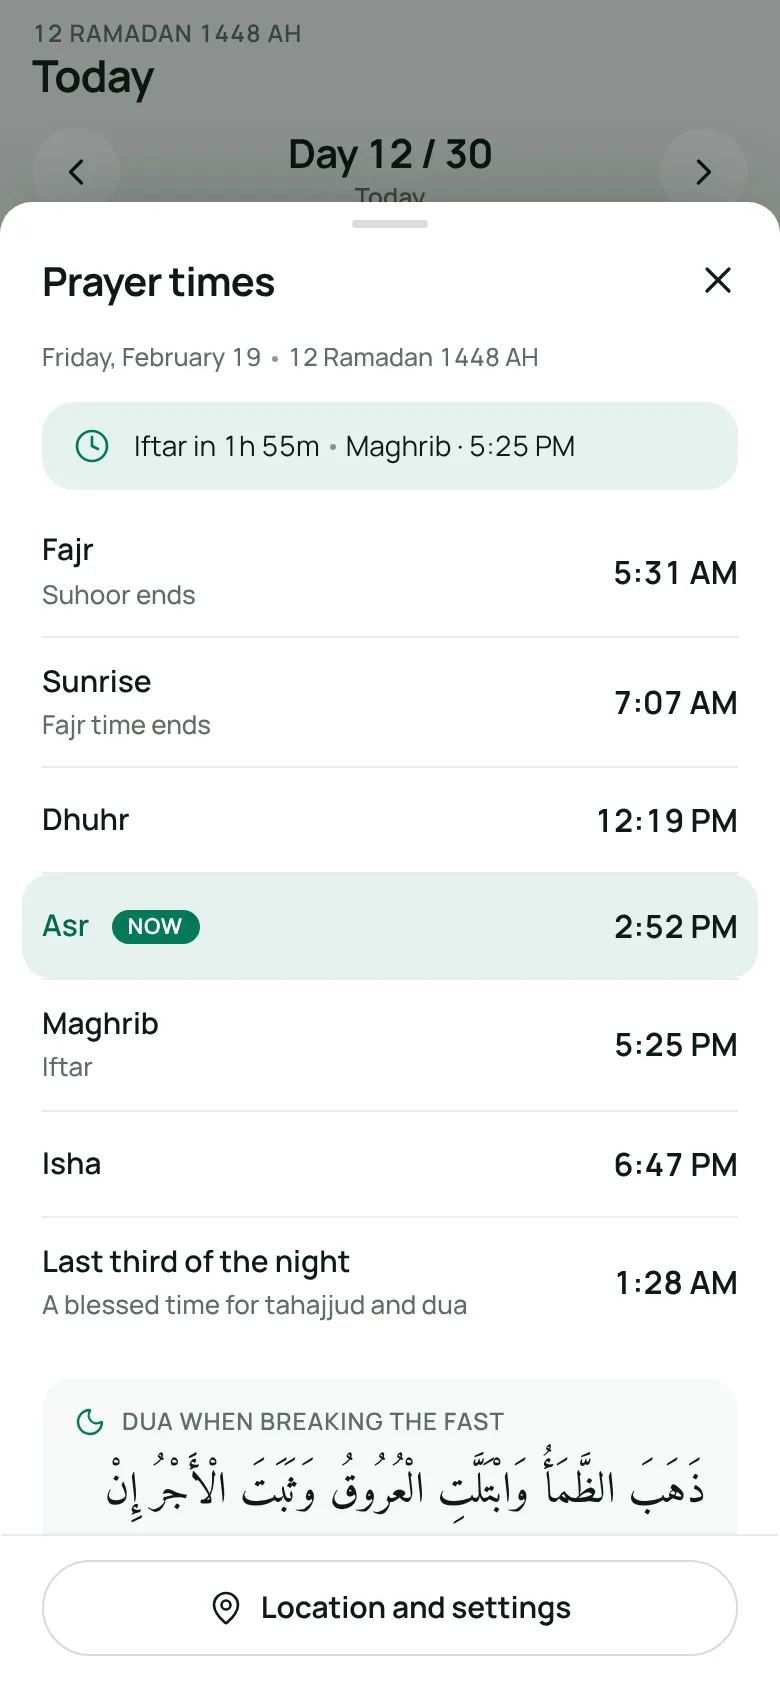 12 RAMADAN 1448 AH
Today
Day 12 / 30
Today
Prayer times
Friday, February 19 • 12 Ramadan 1448 AH
Iftar in 1h 55m • Maghrib · 5:25 PM
Fajr
5:31 AM
Suhoor ends
Sunrise
7:07 AM
Fajr time ends
Dhuhr
12:19 PM
Asr NOW
2:52 PM
Maghrib
5:25 PM
Iftar
Isha
6:47 PM
Last third of the night
1:28 AM
A blessed time for tahajjud and dua
DUA WHEN BREAKING THE FAST
ذَهَبَ الظَّمَأُ وَابْتَلَّتِ الْعُرُوقُ وَثَبَتَ الْأَجْرُ إِنْ
Location and settings